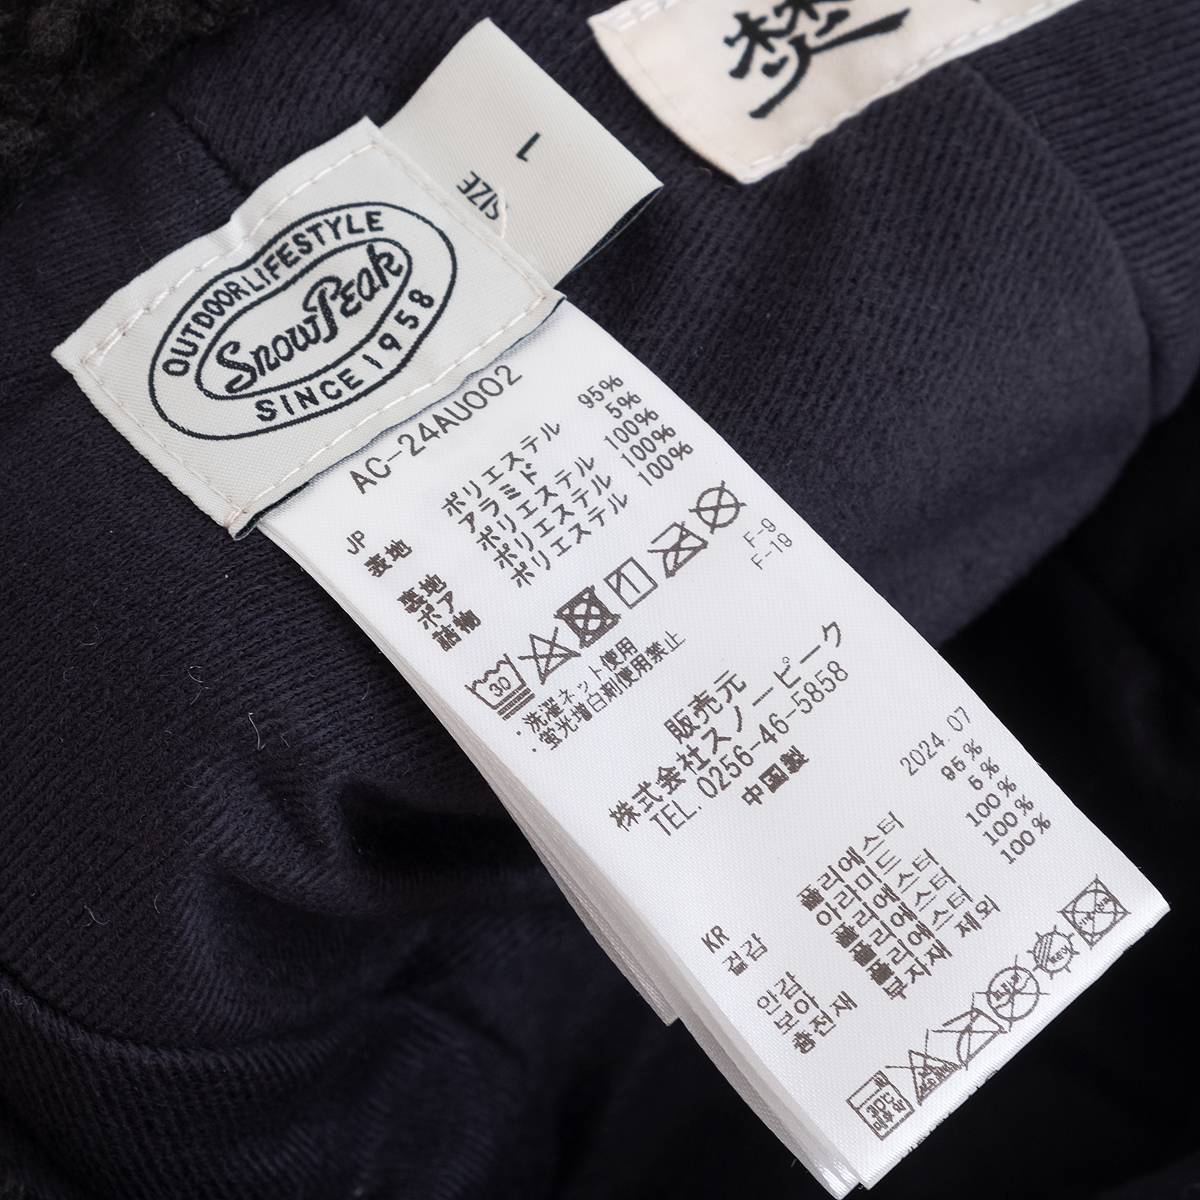 焚
SIZE
L
OUTDOOR LIFESTYLE
Snow Peak
SINCE 1958
AC-24AU002
JP
表地 ポリエステル 95%
アラミド 5%
裏地 ポリエステル 100%
ボア ポリエステル 100%
詰物 ポリエステル 100%
30
F-9
F-19
・洗濯ネット使用
・蛍光増白剤使用禁止
販売元
株式会社スノーピーク
TEL. 0256-46-5858
中国製
2024.07
KR
겉감 폴리에스터 95%
아라미드 5%
안감 폴리에스터 100%
보아 폴리에스터 100%
충전재 폴리에스터 100%
부자재 제외